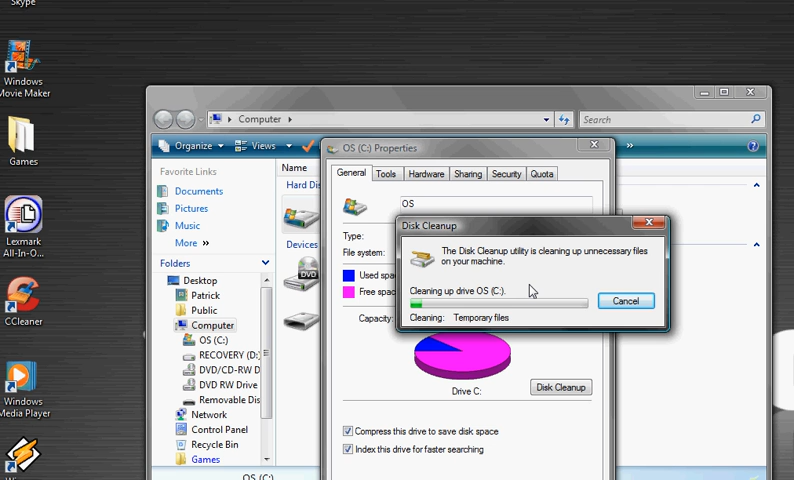 Skype
Windows
Movie Maker
Games
Lexmark
All-In-O...
CCleaner
Windows
Media Player
Computer
Search
Organize
Views
»
Favorite Links
Documents
Pictures
Music
More »
Folders
Desktop
Patrick
Public
Computer
OS (C:)
RECOVERY (D:)
DVD/CD-RW D
DVD RW Drive
Removable Dis
Network
Control Panel
Recycle Bin
Games
Name
Hard Dis
Devices
DVD
OS (C:)
OS (C:) Properties
General
Tools
Hardware
Sharing
Security
Quota
OS
Type:
File system:
Used spa
Free spac
Capacity:
Drive C:
Disk Cleanup
Compress this drive to save disk space
Index this drive for faster searching
Disk Cleanup
The Disk Cleanup utility is cleaning up unnecessary files
on your machine.
Cleaning up drive OS (C:).
Cancel
Cleaning: Temporary files